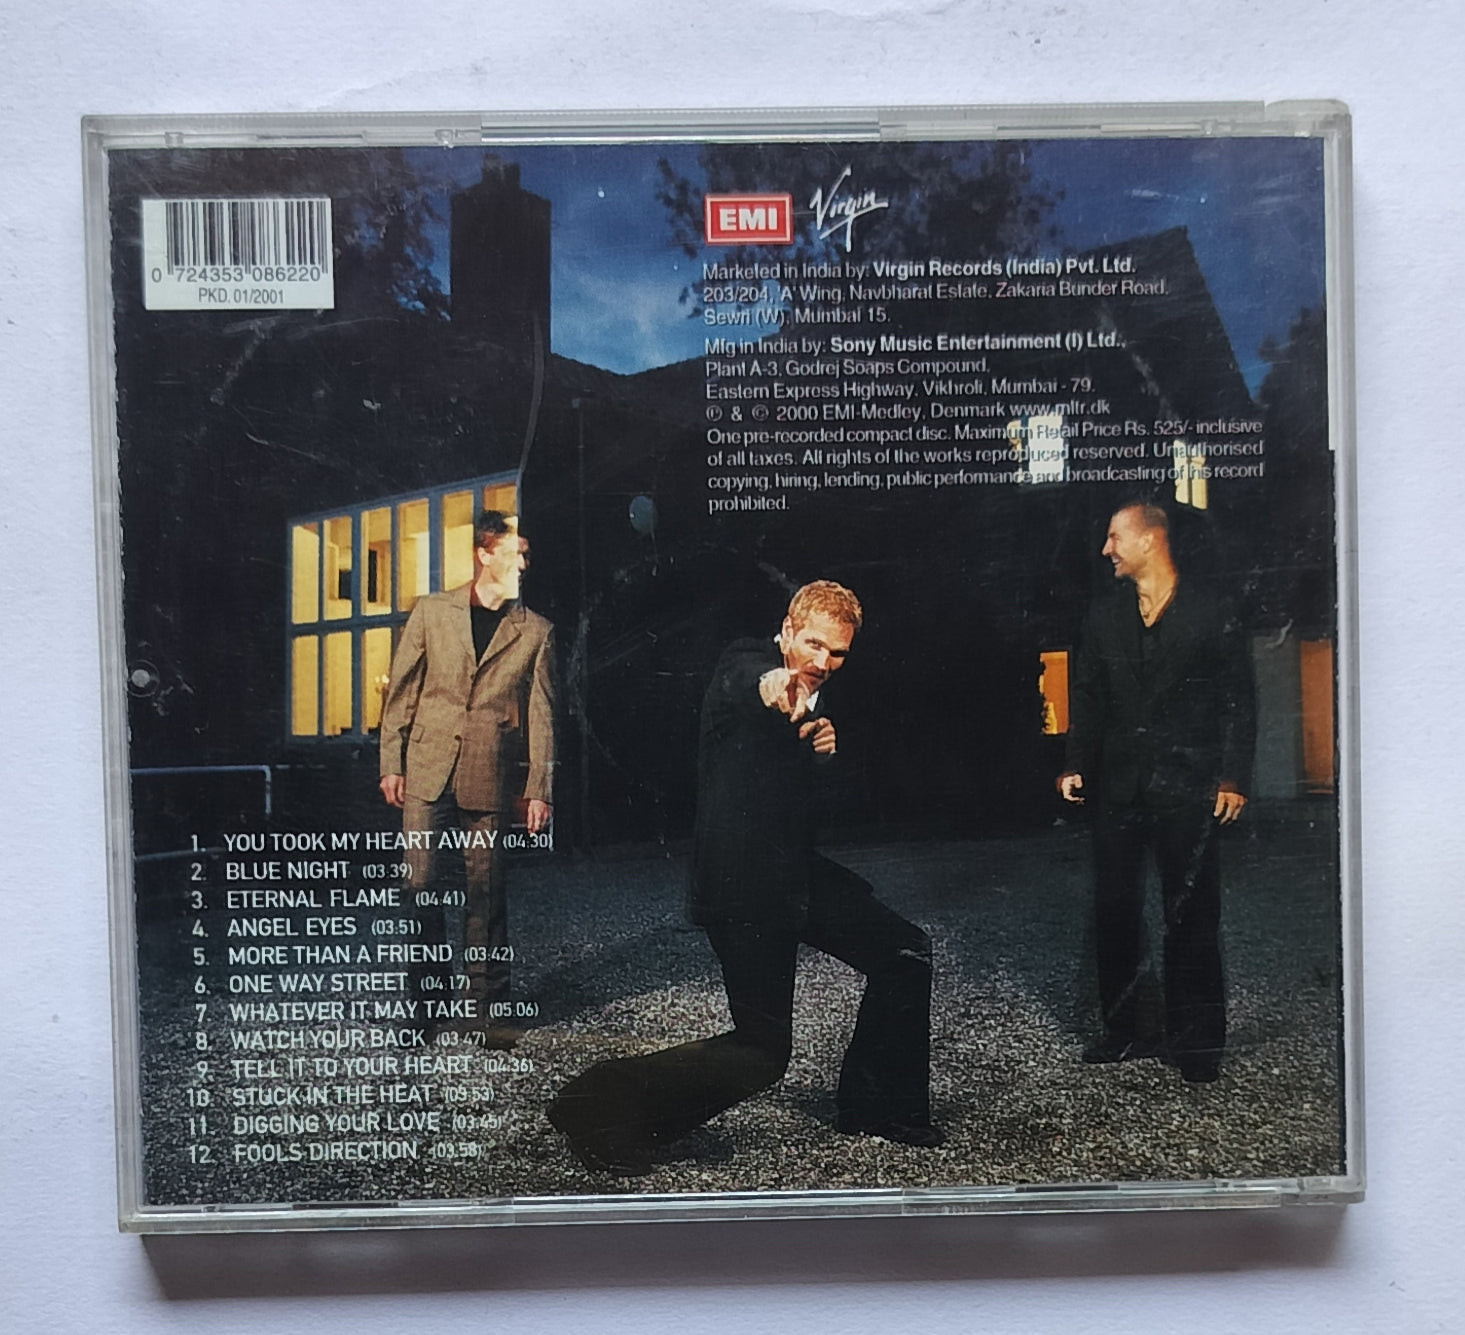 0 724353 086220
PKD. 01/2001
EMI Virgin
Marketed in India by: Virgin Records (India) Pvt. Ltd.
203/204, 'A' Wing, Navbharat Estate, Zakaria Bunder Road,
Sewri (W), Mumbai 15.
Mfg in India by: Sony Music Entertainment (I) Ltd.,
Plant A-3, Godrej Soaps Compound,
Eastern Express Highway, Vikhroli, Mumbai - 79.
℗ & © 2000 EMI-Medley, Denmark www.mltr.dk
One pre-recorded compact disc. Maximum Retail Price Rs. 525/- inclusive
of all taxes. All rights of the works reproduced reserved. Unauthorised
copying, hiring, lending, public performance and broadcasting of this record
prohibited.
1. YOU TOOK MY HEART AWAY (04:30)
2. BLUE NIGHT (03:39)
3. ETERNAL FLAME (04:41)
4. ANGEL EYES (03:51)
5. MORE THAN A FRIEND (03:42)
6. ONE WAY STREET (04:17)
7. WHATEVER IT MAY TAKE (05:06)
8. WATCH YOUR BACK (03:47)
9. TELL IT TO YOUR HEART (04:36)
10. STUCK IN THE HEAT (03:53)
11. DIGGING YOUR LOVE (03:45)
12. FOOLS DIRECTION (03:58)